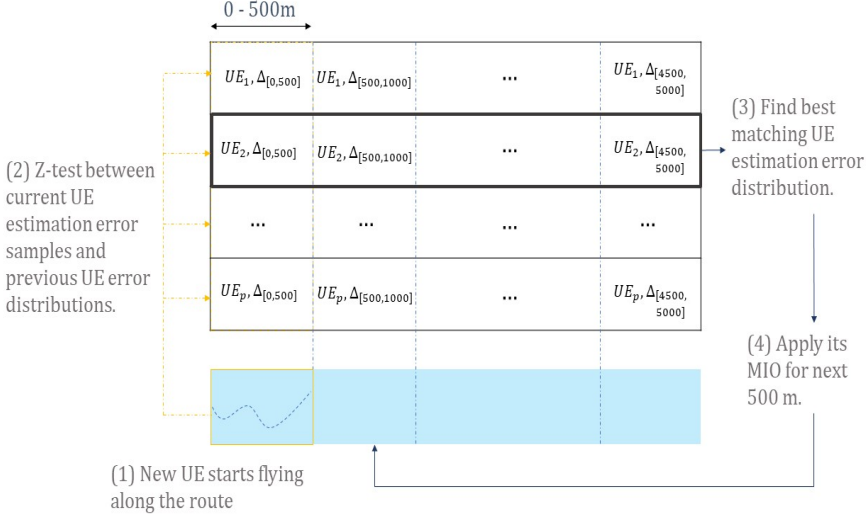 0 - 500m
UE₁, Δ[0,500] UE₁, Δ[500,1000] ... UE₁, Δ[4500,
5000]
UE₂, Δ[0,500] UE₂, Δ[500,1000] ... UE₂, Δ[4500,
5000]
... ... ... ...
UEₚ, Δ[0,500] UEₚ, Δ[500,1000] ... UEₚ, Δ[4500,
5000]
(2) Z-test between
current UE
estimation error
samples and
previous UE error
distributions.
(3) Find best
matching UE
estimation error
distribution.
(4) Apply its
MIO for next
500 m.
(1) New UE starts flying
along the route